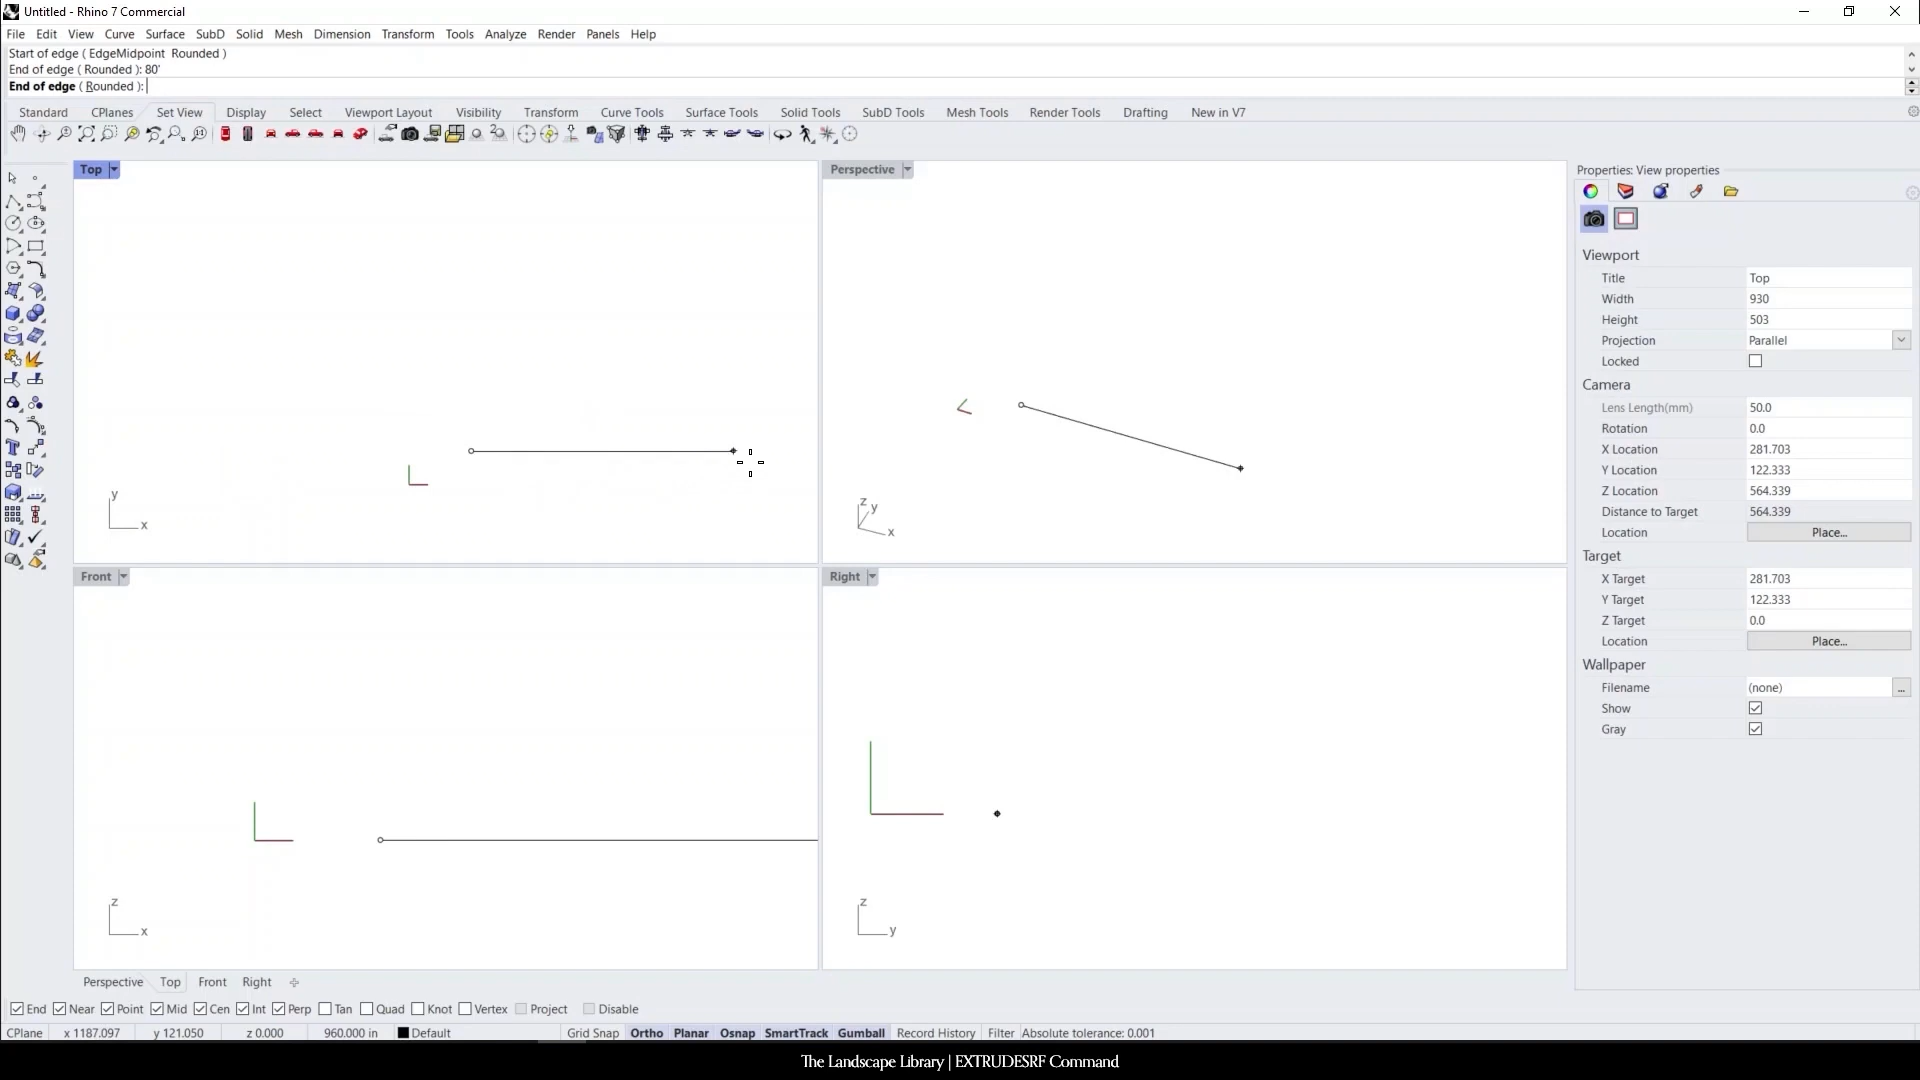 Untitled - Rhino 7 Commercial
File Edit View Curve Surface SubD Solid Mesh Dimension Transform Tools Analyze Render Panels Help
Start of edge ( EdgeMidpoint Rounded )
End of edge ( Rounded ): 80'
End of edge ( Rounded ):
Standard CPlanes Set View Display Select Viewport Layout Visibility Transform Curve Tools Surface Tools Solid Tools SubD Tools Mesh Tools Render Tools Drafting New in V7
Top
Perspective
Properties: View properties
Viewport
Title Top
Width 930
Height 503
Projection Parallel
Locked
Camera
Lens Length(mm) 50.0
Rotation 0.0
X Location 281.703
Y Location 122.333
Z Location 564.339
Distance to Target 564.339
Location Place...
Target
X Target 281.703
Y Target 122.333
Z Target 0.0
Location Place...
Wallpaper
Filename (none) ...
Show
Gray
y
x
z
y
x
Front
Right
z
x
z
y
Perspective Top Front Right
End Near Point Mid Cen Int Perp Tan Quad Knot Vertex Project Disable
CPlane x 1187.097 y 121.050 z 0.000 960.000 in Default Grid Snap Ortho Planar Osnap SmartTrack Gumball Record History Filter Absolute tolerance: 0.001
The Landscape Library | EXTRUDESRF Command